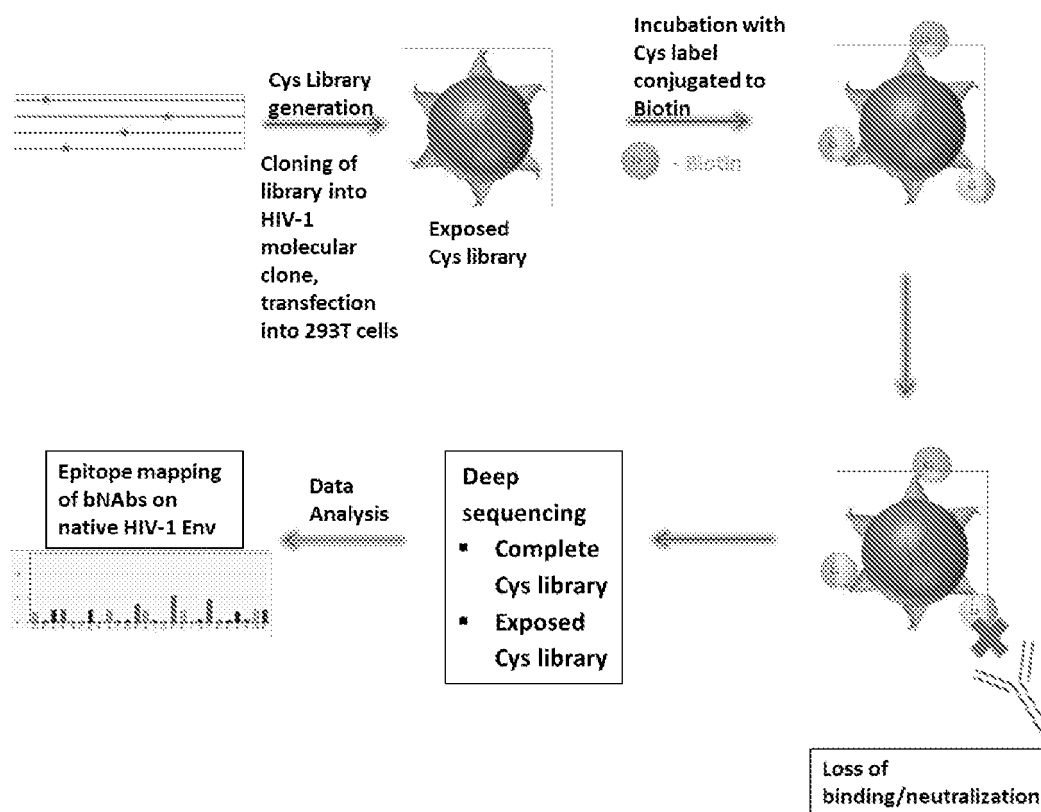 Cys Library
generation
Cloning of
library into
HIV-1
molecular
clone,
transfection
into 293T cells
Exposed
Cys library
Incubation with
Cys label
conjugated to
Biotin
- Biotin
Loss of
binding/neutralization
Deep
sequencing
▪ Complete
Cys library
▪ Exposed
Cys library
Data
Analysis
Epitope mapping
of bNAbs on
native HIV-1 Env